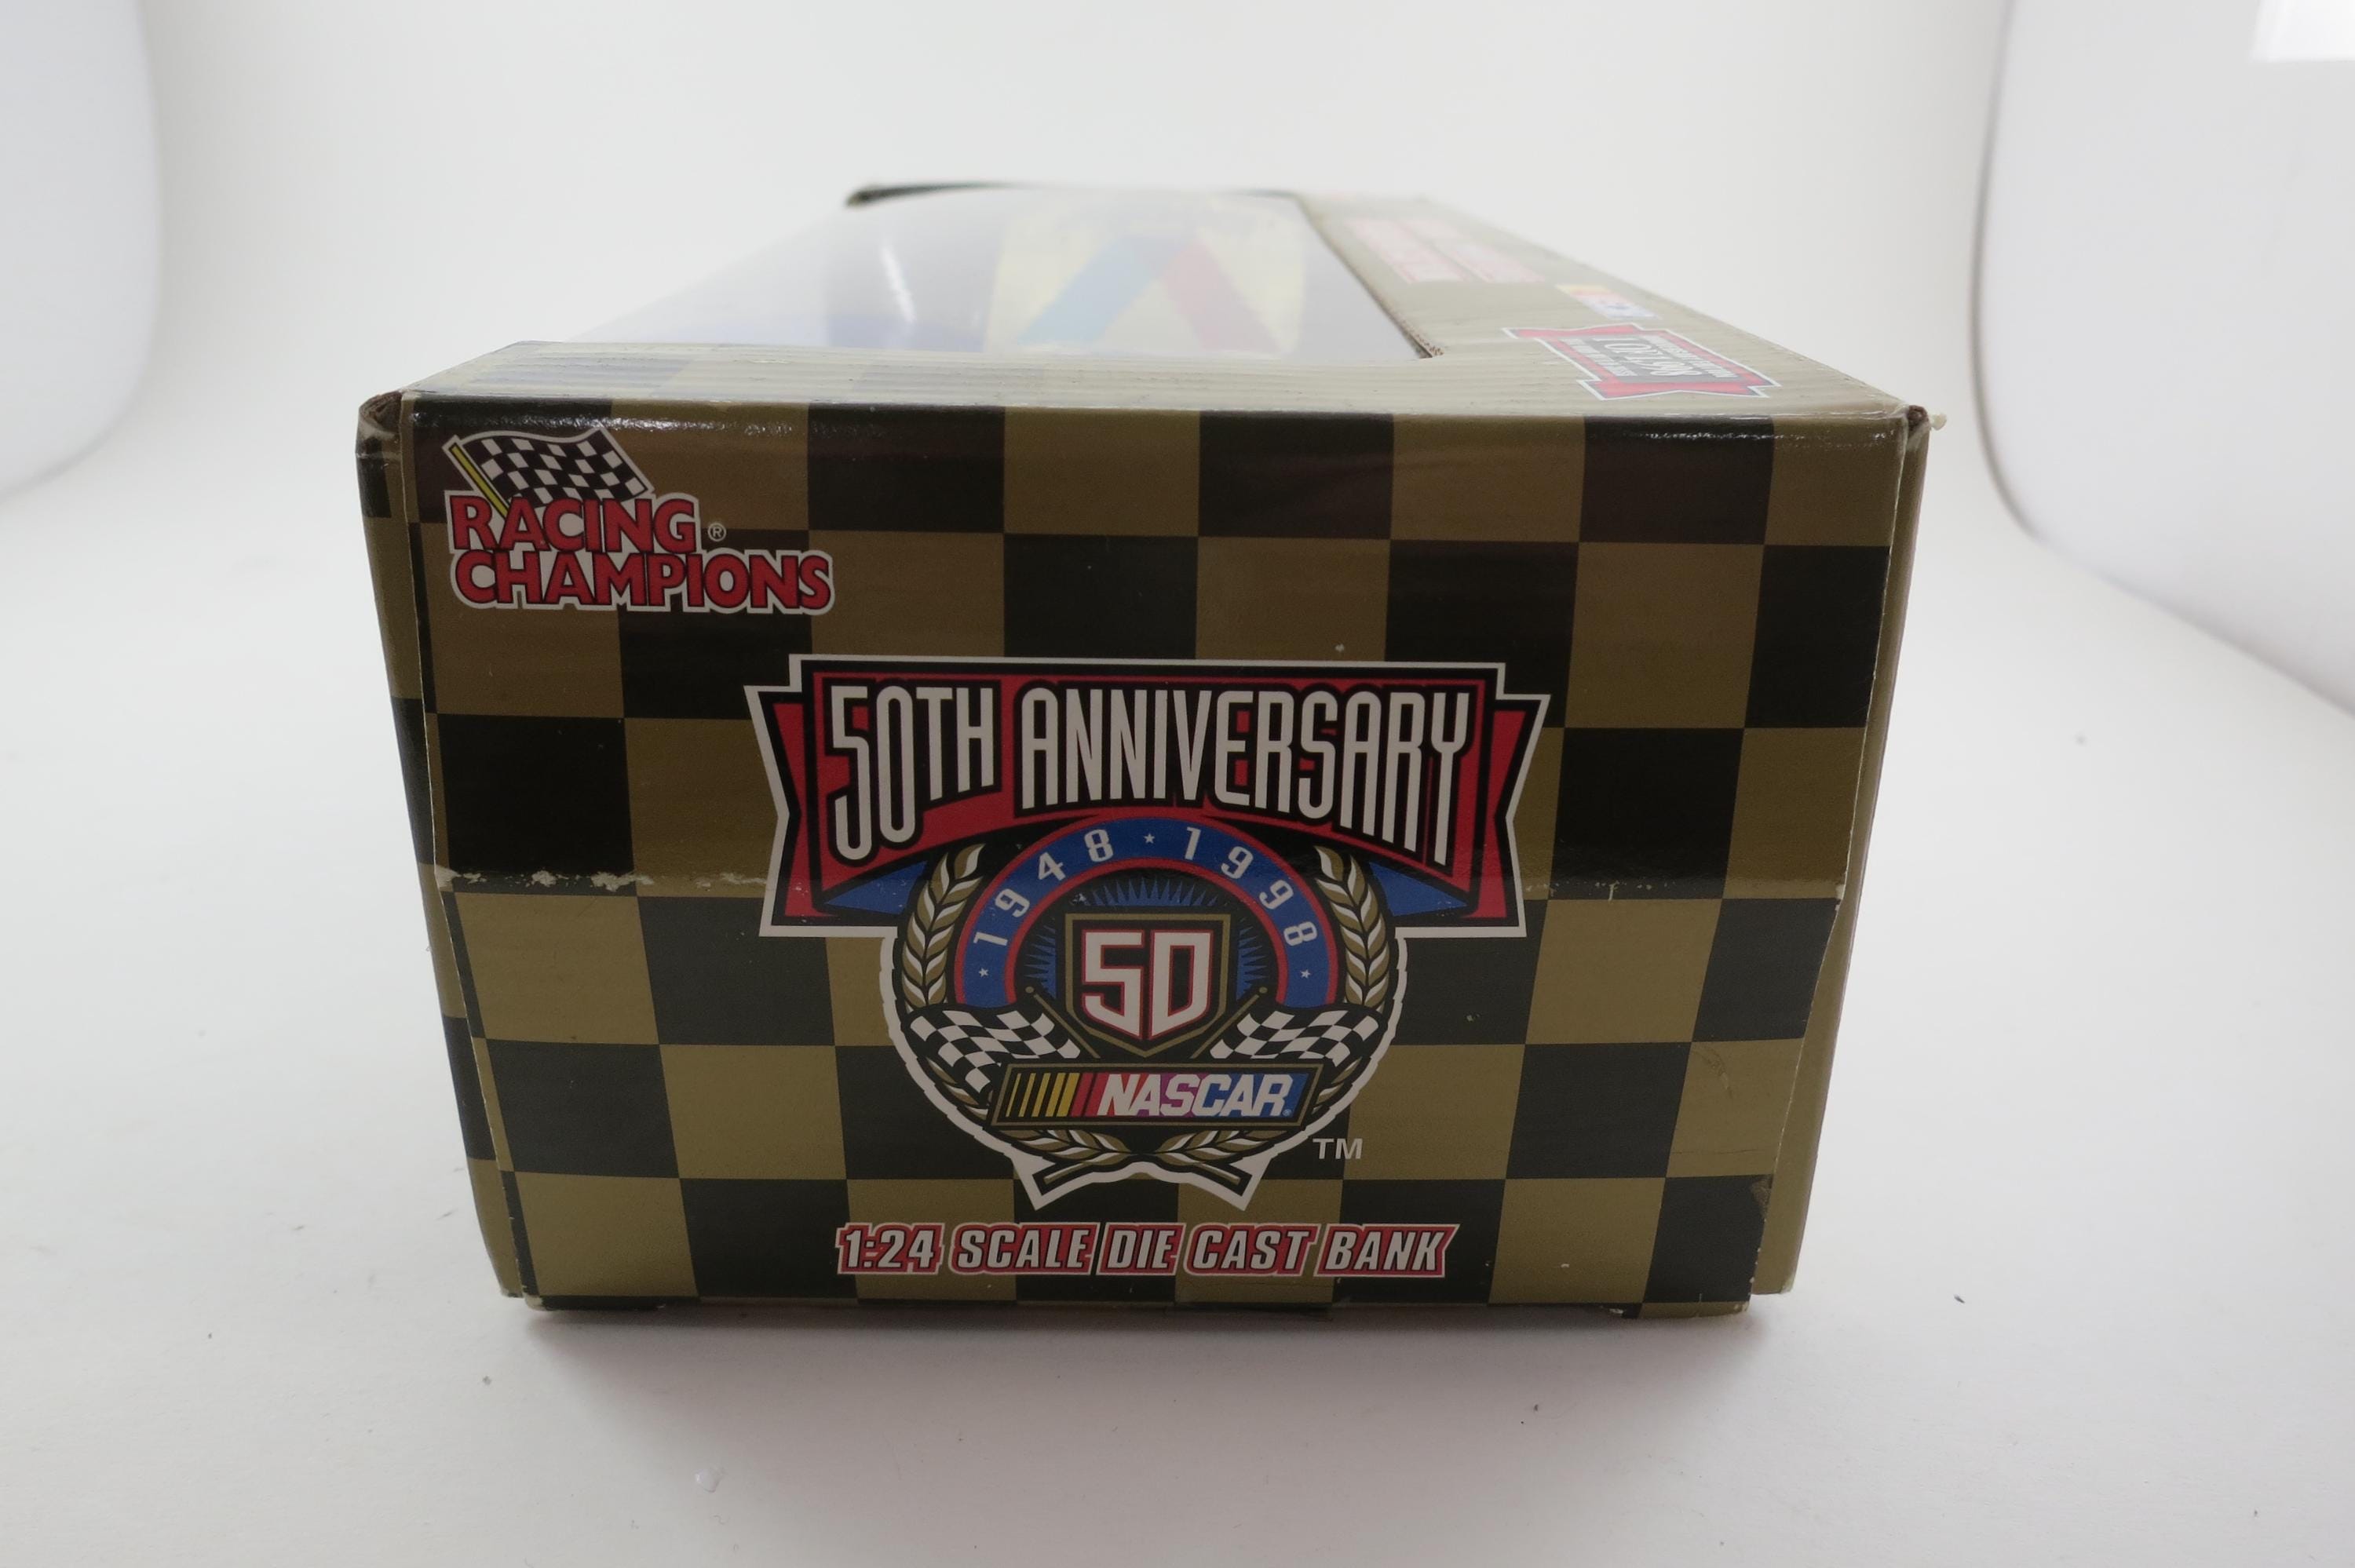 RACING ®
CHAMPIONS
50TH ANNIVERSARY
1948 ★ 1998
50
NASCAR
TM
1:24 SCALE DIE CAST BANK